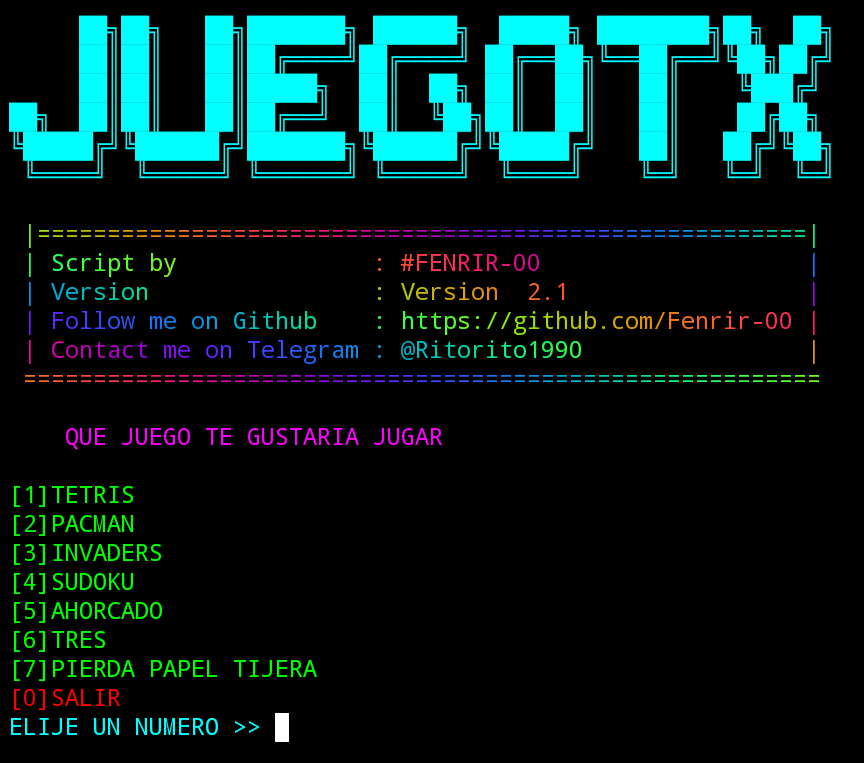 JUEGOTX
|=======================================================|
| Script by : #FENRIR-00 |
| Version : Version 2.1 |
| Follow me on Github : https://github.com/Fenrir-00 |
| Contact me on Telegram : @Ritorito1990 |
=========================================================
QUE JUEGO TE GUSTARIA JUGAR
[1]TETRIS
[2]PACMAN
[3]INVADERS
[4]SUDOKU
[5]AHORCADO
[6]TRES
[7]PIERDA PAPEL TIJERA
[0]SALIR
ELIJE UN NUMERO >>